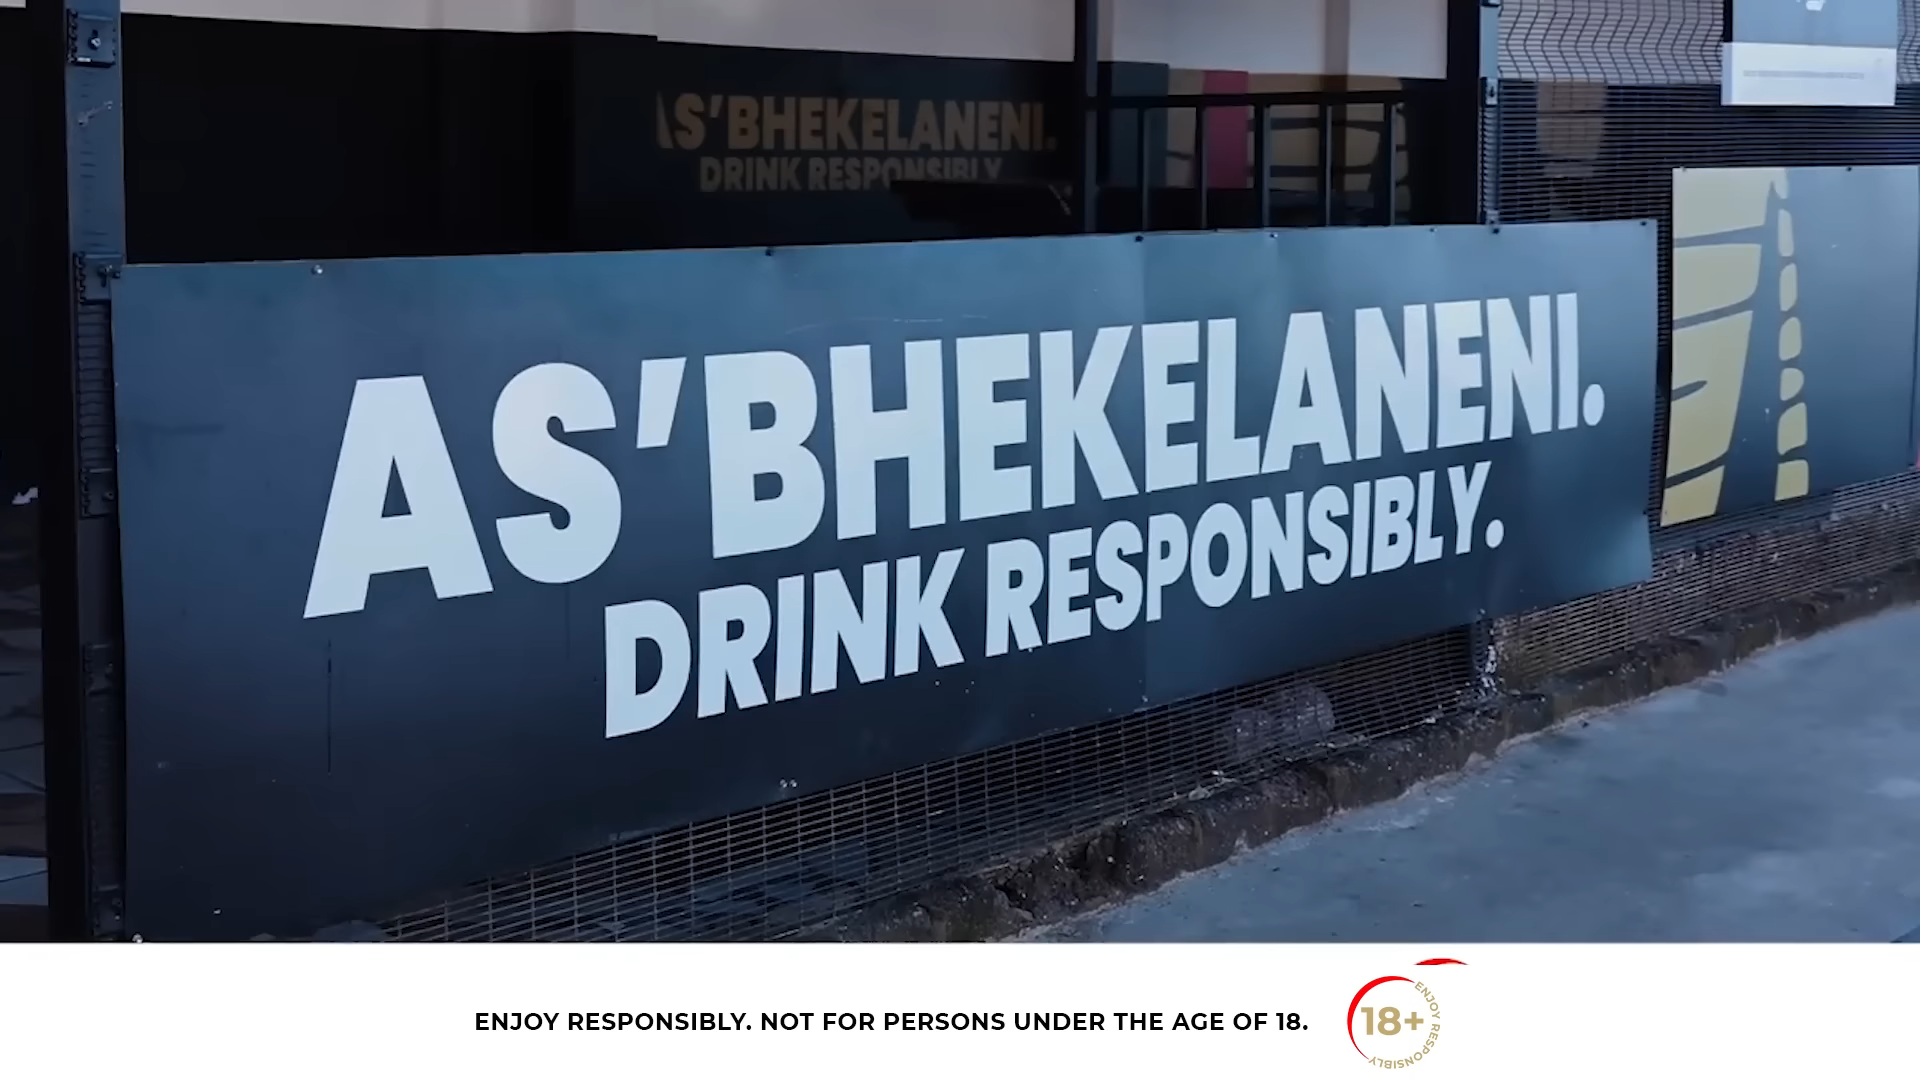 S'BHEKELANENI.
DRINK RESPONSIBLY
AS'BHEKELANENI.
DRINK RESPONSIBLY.
ENJOY RESPONSIBLY. NOT FOR PERSONS UNDER THE AGE OF 18.
18+
ENJOY RESPONSIBLY